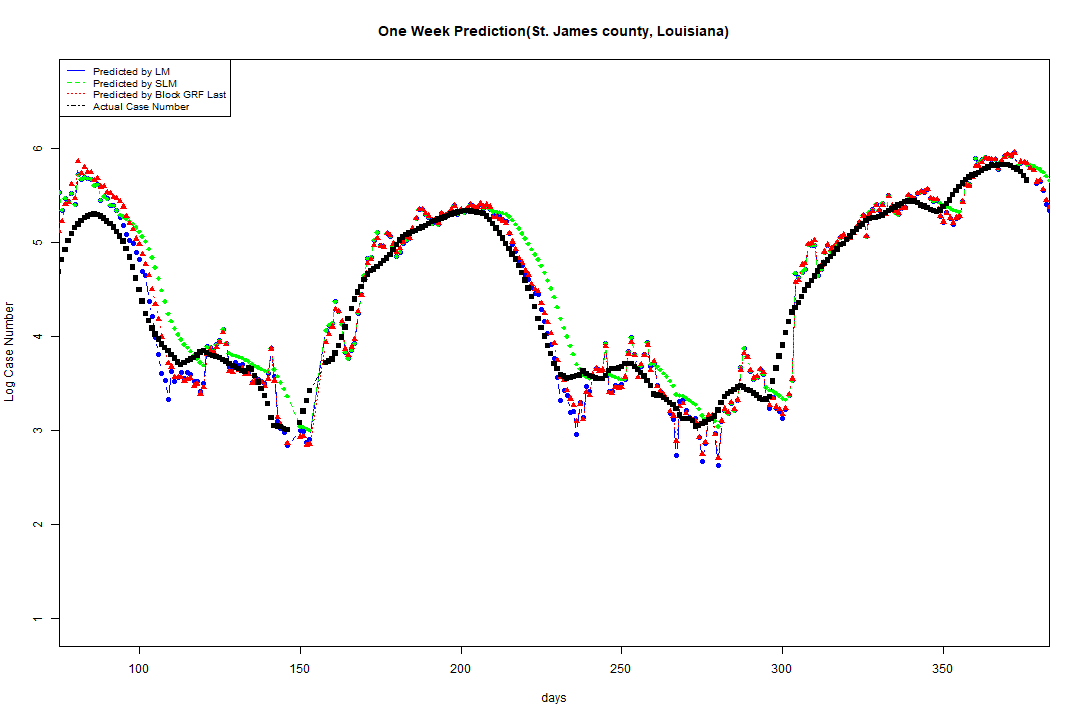 One Week Prediction(St. James county, Louisiana)
Predicted by LM
Predicted by SLM
Predicted by Block GRF Last
Actual Case Number
6
5
4
3
2
1
Log Case Number
100 150 200 250 300 350
days